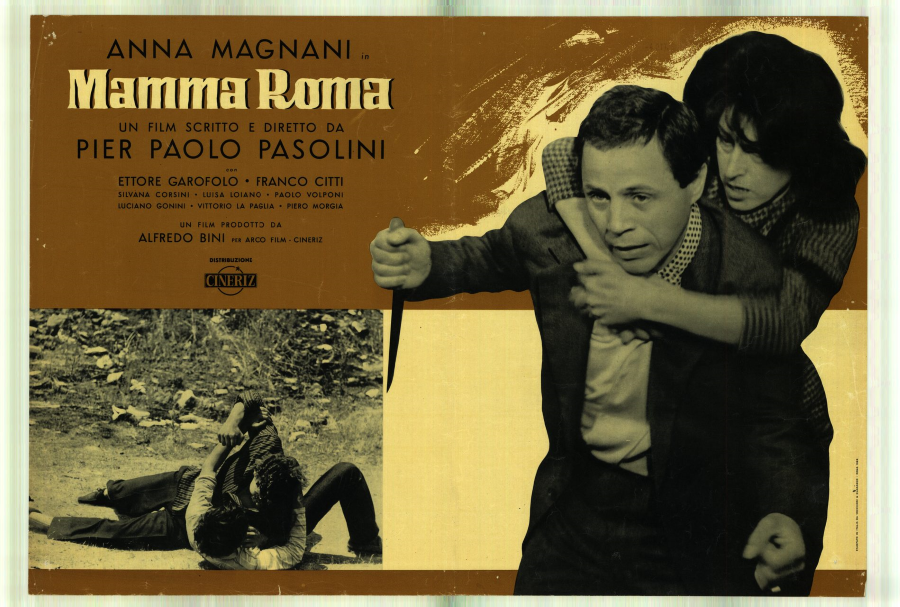 ANNA MAGNANI in
Mamma Roma
UN FILM SCRITTO E DIRETTO DA
PIER PAOLO PASOLINI
con
ETTORE GAROFOLO • FRANCO CITTI
SILVANA CORSINI • LUISA LOIANO • PAOLO VOLPONI
LUCIANO GONINI • VITTORIO LA PAGLIA • PIERO MORGIA
UN FILM PRODOTTO DA
ALFREDO BINI PER ARCO FILM - CINERIZ
DISTRIBUZIONE
CINERIZ